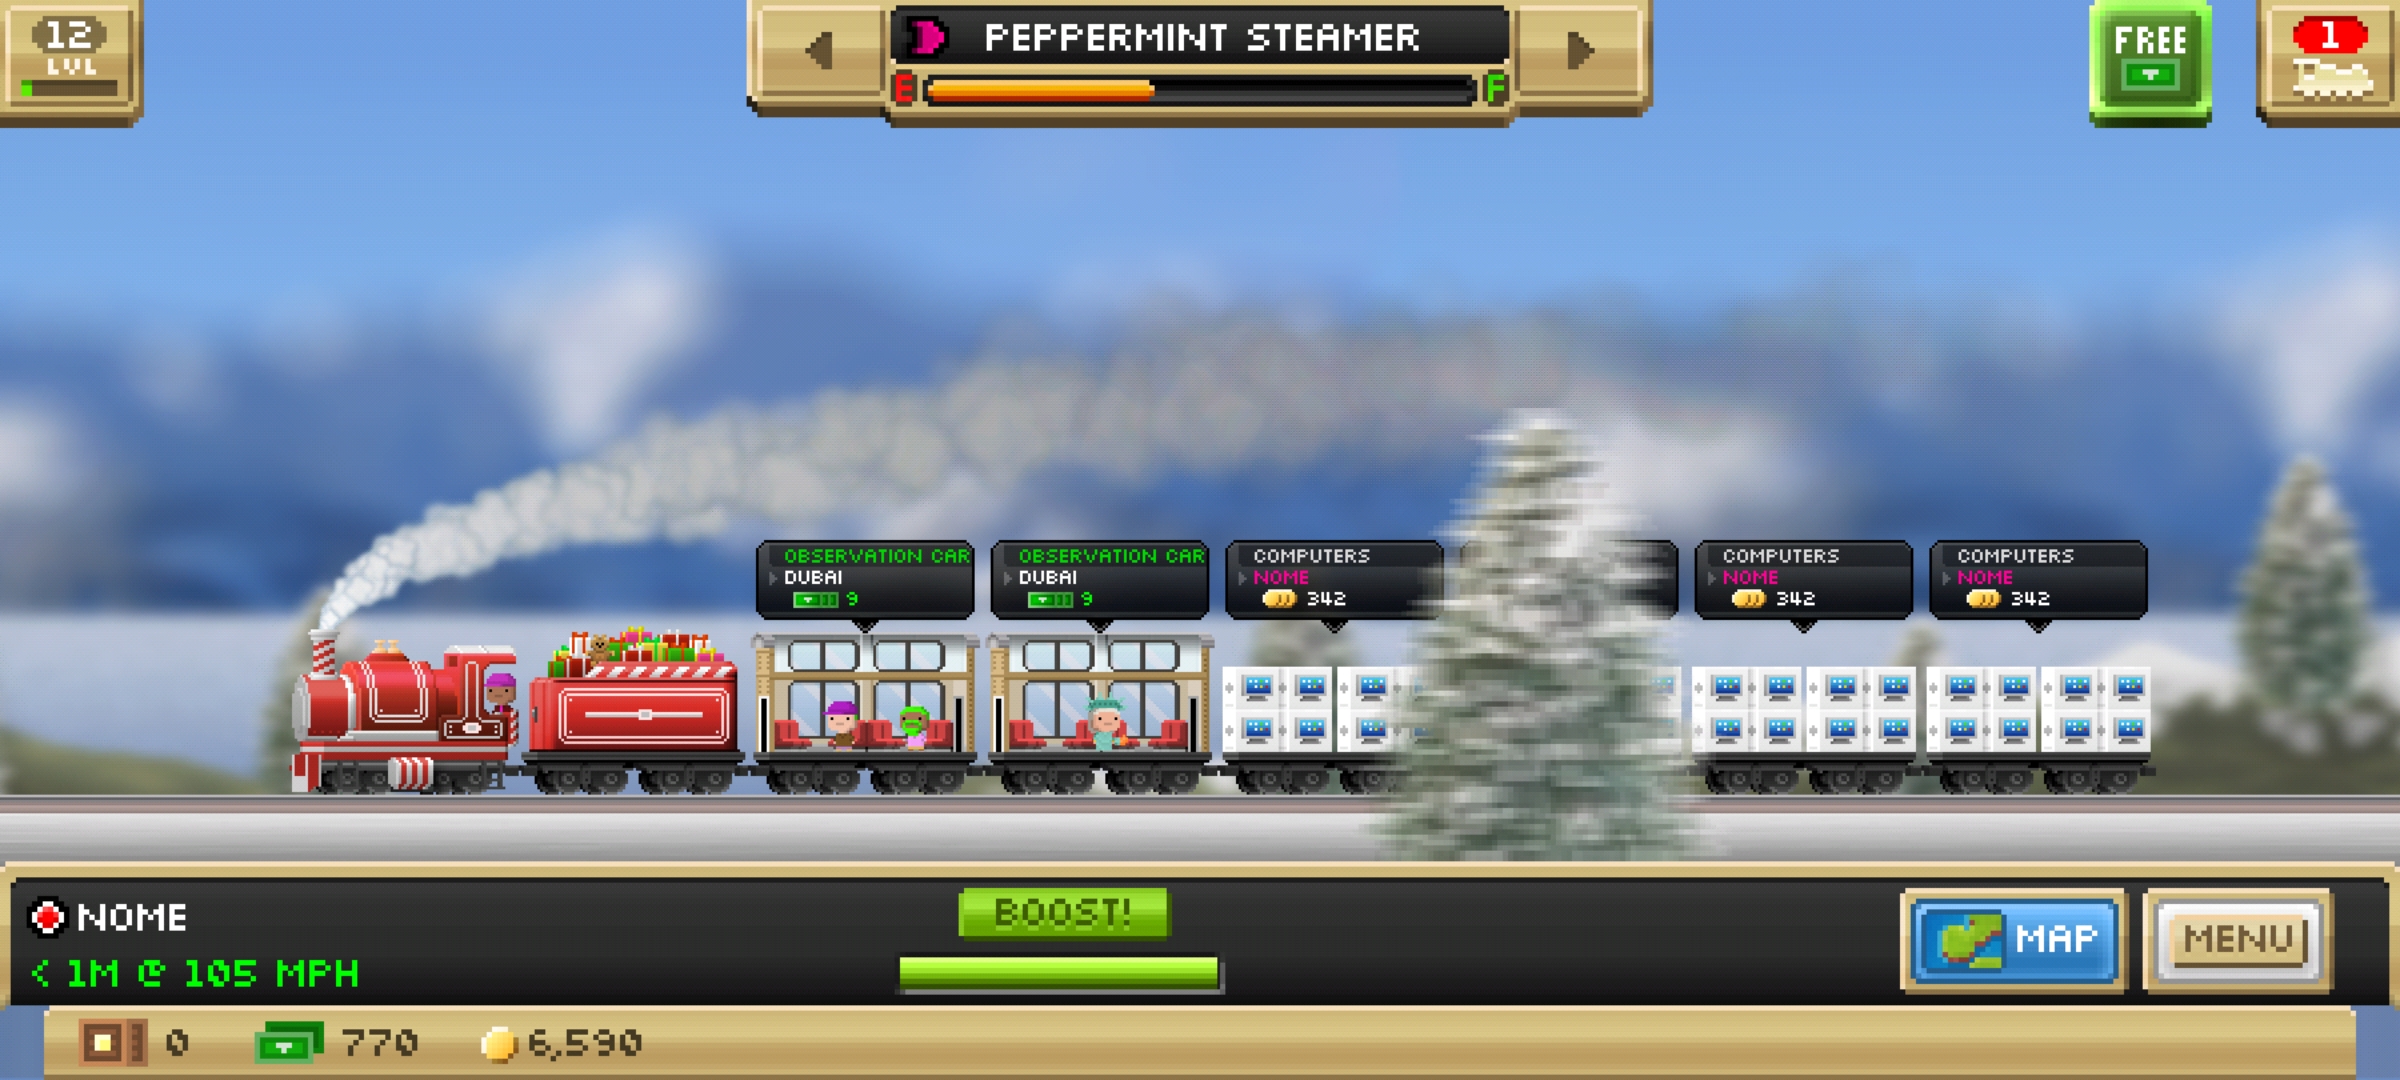 12
LVL
PEPPERMINT STEAMER
E
F
FREE
1
OBSERVATION CAR
DUBAI
9
OBSERVATION CAR
DUBAI
9
COMPUTERS
NOME
342
COMPUTERS
NOME
342
COMPUTERS
NOME
342
NOME
< 1M @ 105 MPH
BOOST!
MAP
MENU
0
770
6,590